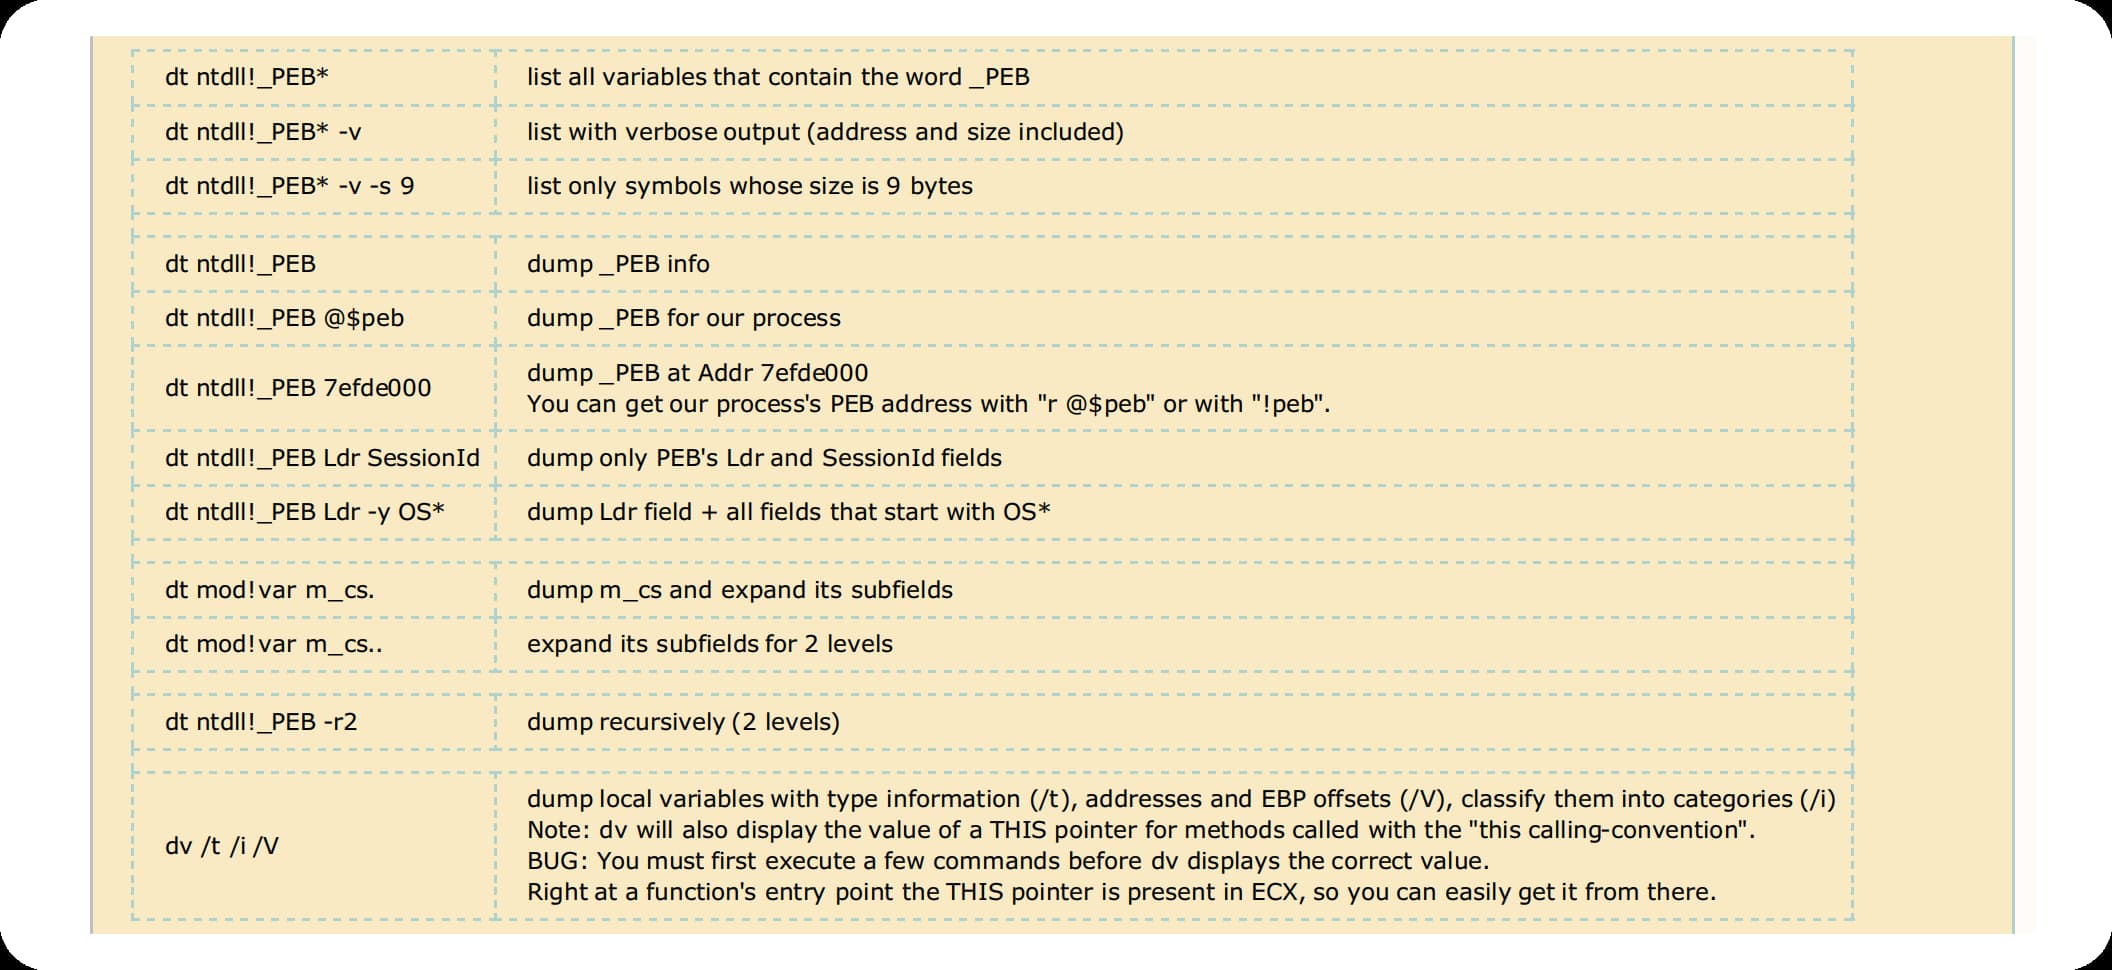 dt ntdll!_PEB* list all variables that contain the word _PEB
dt ntdll!_PEB* -v list with verbose output (address and size included)
dt ntdll!_PEB* -v -s 9 list only symbols whose size is 9 bytes
dt ntdll!_PEB dump _PEB info
dt ntdll!_PEB @$peb dump _PEB for our process
dt ntdll!_PEB 7efde000 dump _PEB at Addr 7efde000
You can get our process's PEB address with "r @$peb" or with "!peb".
dt ntdll!_PEB Ldr SessionId dump only PEB's Ldr and SessionId fields
dt ntdll!_PEB Ldr -y OS* dump Ldr field + all fields that start with OS*
dt mod!var m_cs. dump m_cs and expand its subfields
dt mod!var m_cs.. expand its subfields for 2 levels
dt ntdll!_PEB -r2 dump recursively (2 levels)
dv /t /i /V dump local variables with type information (/t), addresses and EBP offsets (/V), classify them into categories (/i)
Note: dv will also display the value of a THIS pointer for methods called with the "this calling-convention".
BUG: You must first execute a few commands before dv displays the correct value.
Right at a function's entry point the THIS pointer is present in ECX, so you can easily get it from there.